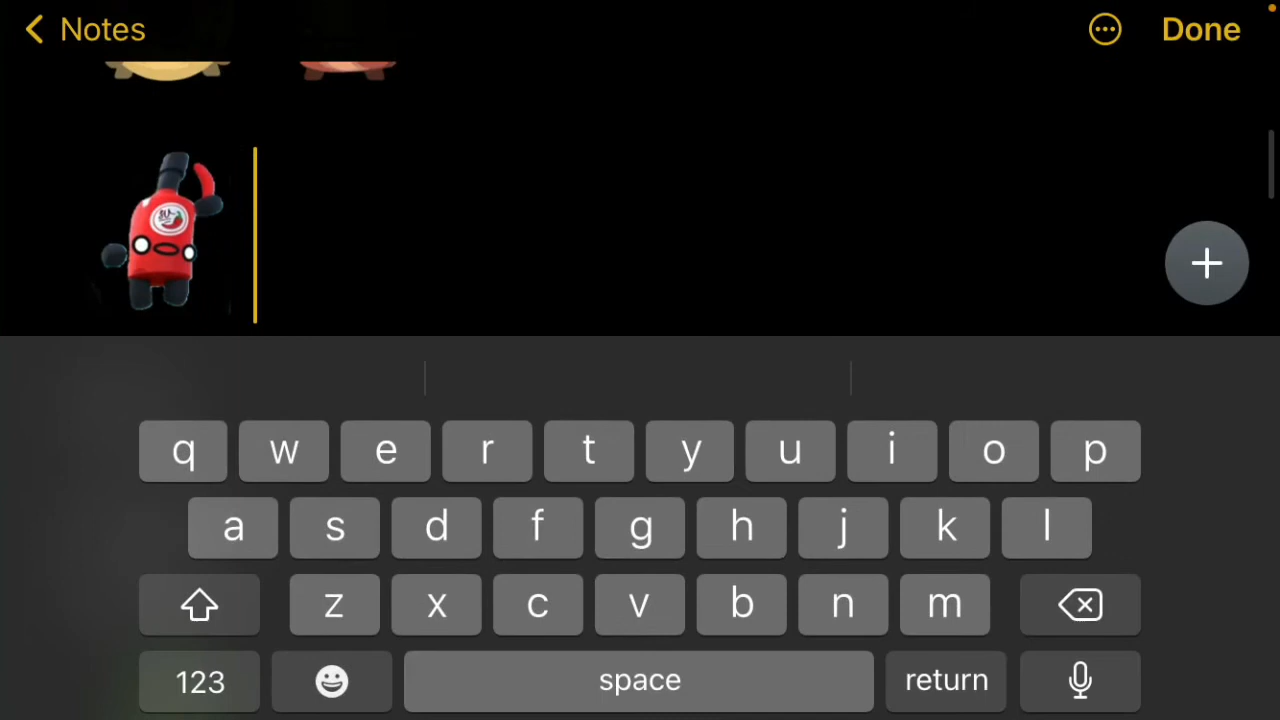 Notes
Done
q w e r t y u i o p
a s d f g h j k l
z x c v b n m
123 space return